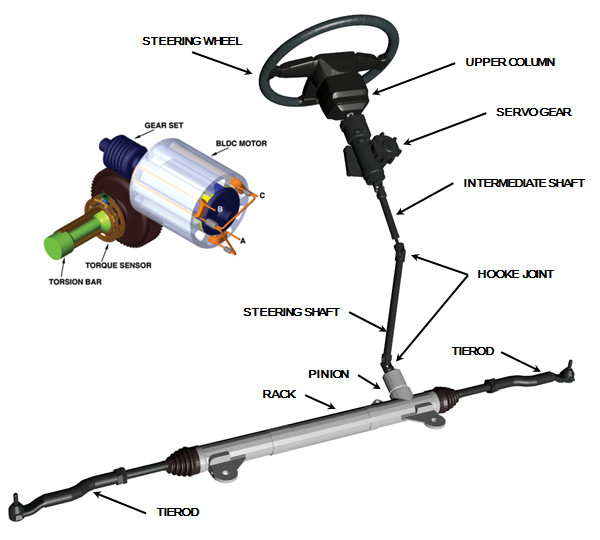 STEERING WHEEL
UPPER COLUMN
SERVO GEAR
GEAR SET
BLDC MOTOR
C
B
A
INTERMEDIATE SHAFT
TORQUE SENSOR
TORSION BAR
HOOKE JOINT
STEERING SHAFT
TIEROD
PINION
RACK
TIEROD